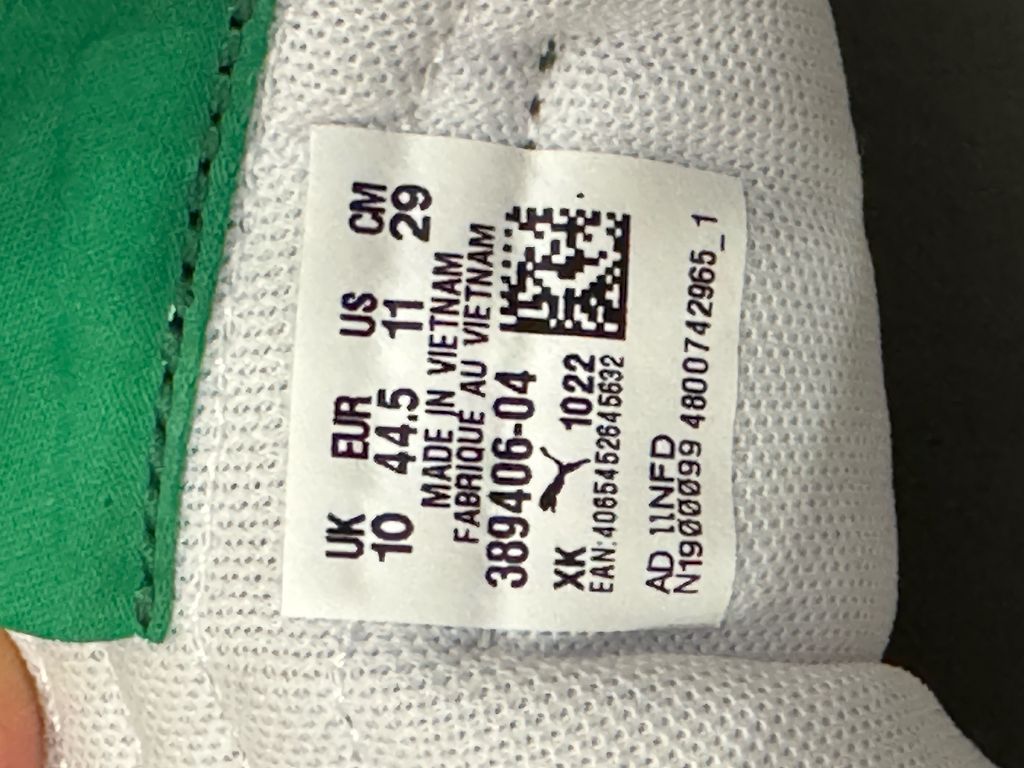 UK EUR US CM
10 44.5 11 29
MADE IN VIETNAM
FABRIQUE AU VIETNAM
389406-04
XK 1022
EAN:4065452645632
AD 11NFD
N1900099 4800742965_1